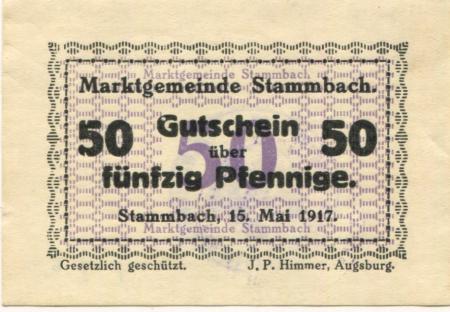 Marktgemeinde Stammbach
Marktgemeinde Stammbach.
50 Gutschein 50
über
50
fünfzig Pfennige.
Stammbach, 15. Mai 1917.
Marktgemeinde Stammbach
Gesetzlich geschützt. J. P. Himmer, Augsburg.